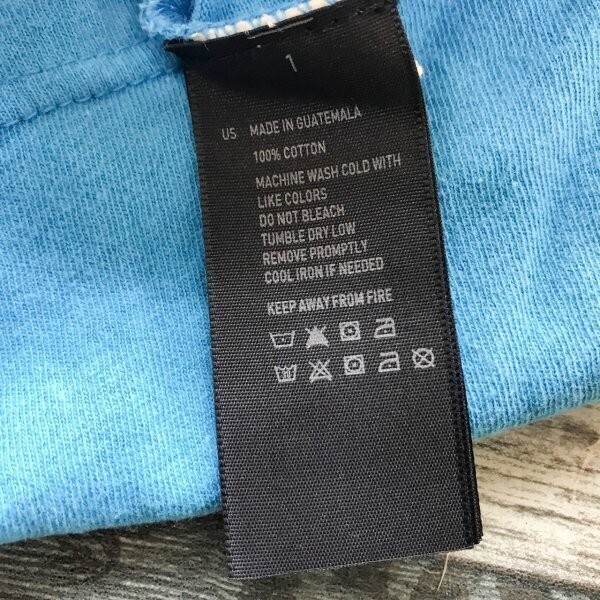 1
US MADE IN GUATEMALA
100% COTTON
MACHINE WASH COLD WITH
LIKE COLORS
DO NOT BLEACH
TUMBLE DRY LOW
REMOVE PROMPTLY
COOL IRON IF NEEDED
KEEP AWAY FROM FIRE